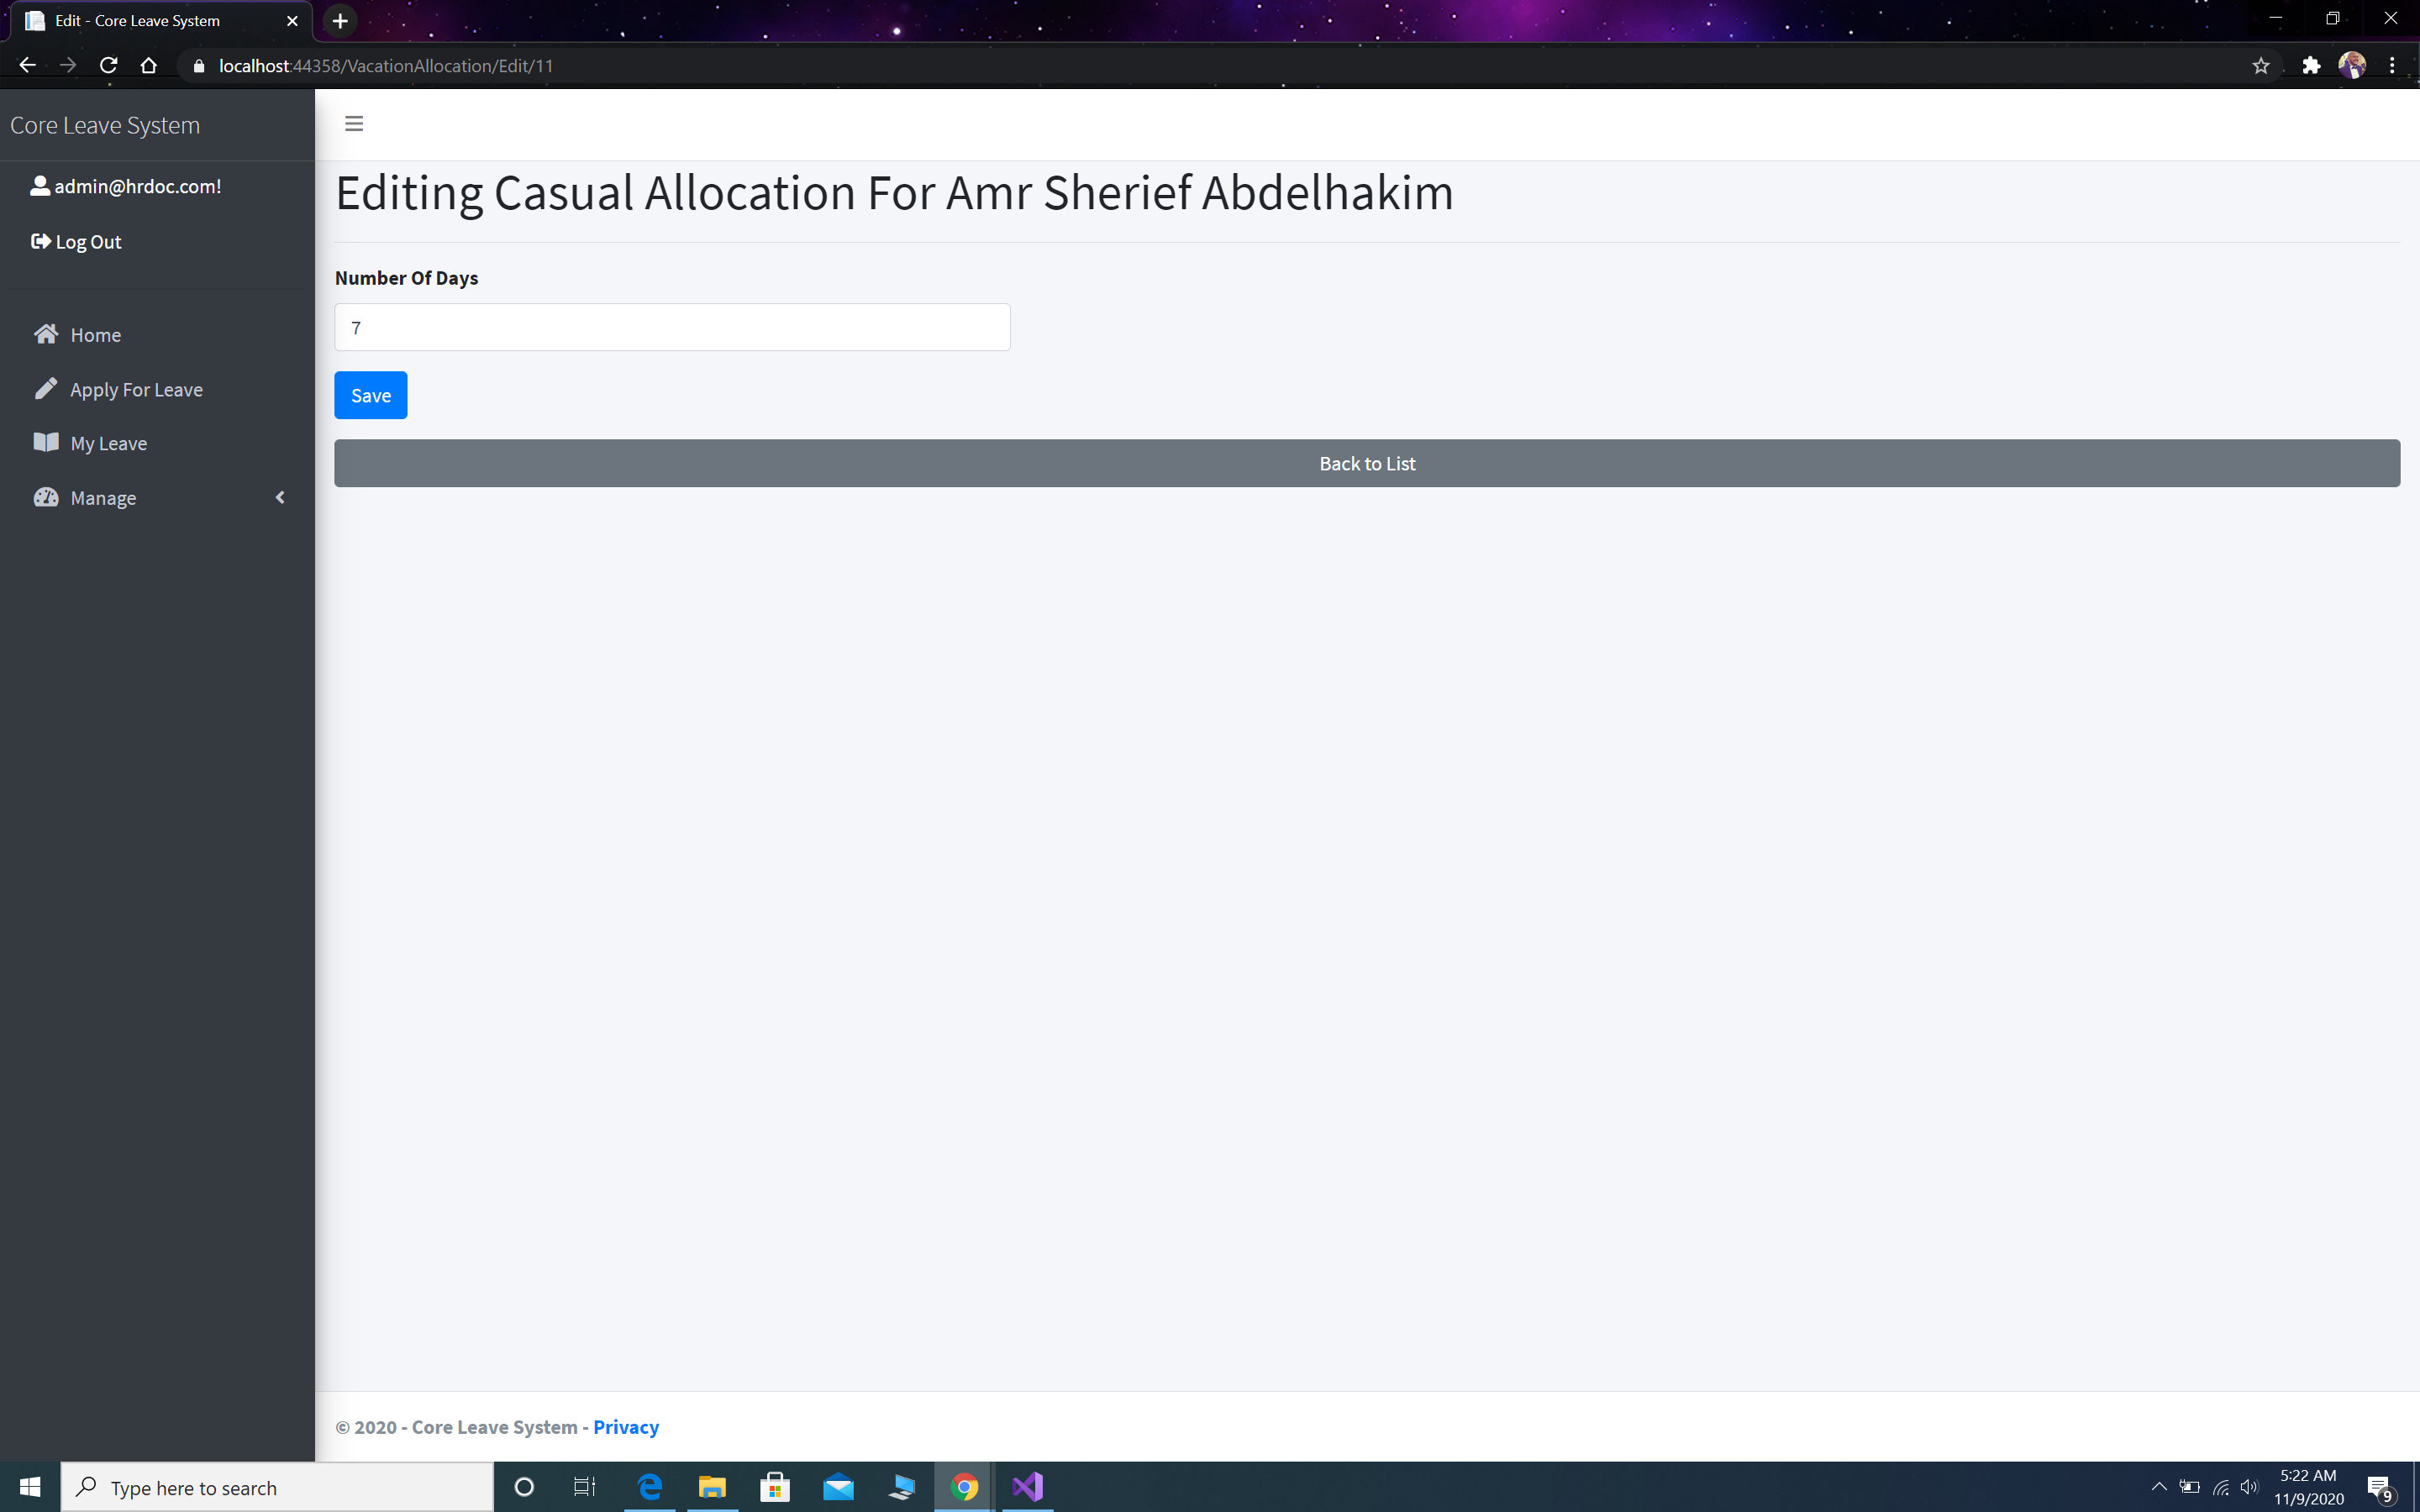 Edit - Core Leave System
localhost:44358/VacationAllocation/Edit/11
Core Leave System
admin@hrdoc.com!
Log Out
Home
Apply For Leave
My Leave
Manage
Editing Casual Allocation For Amr Sherief Abdelhakim
Number Of Days
7
Save
Back to List
© 2020 - Core Leave System - Privacy
Type here to search
5:22 AM
11/9/2020
9